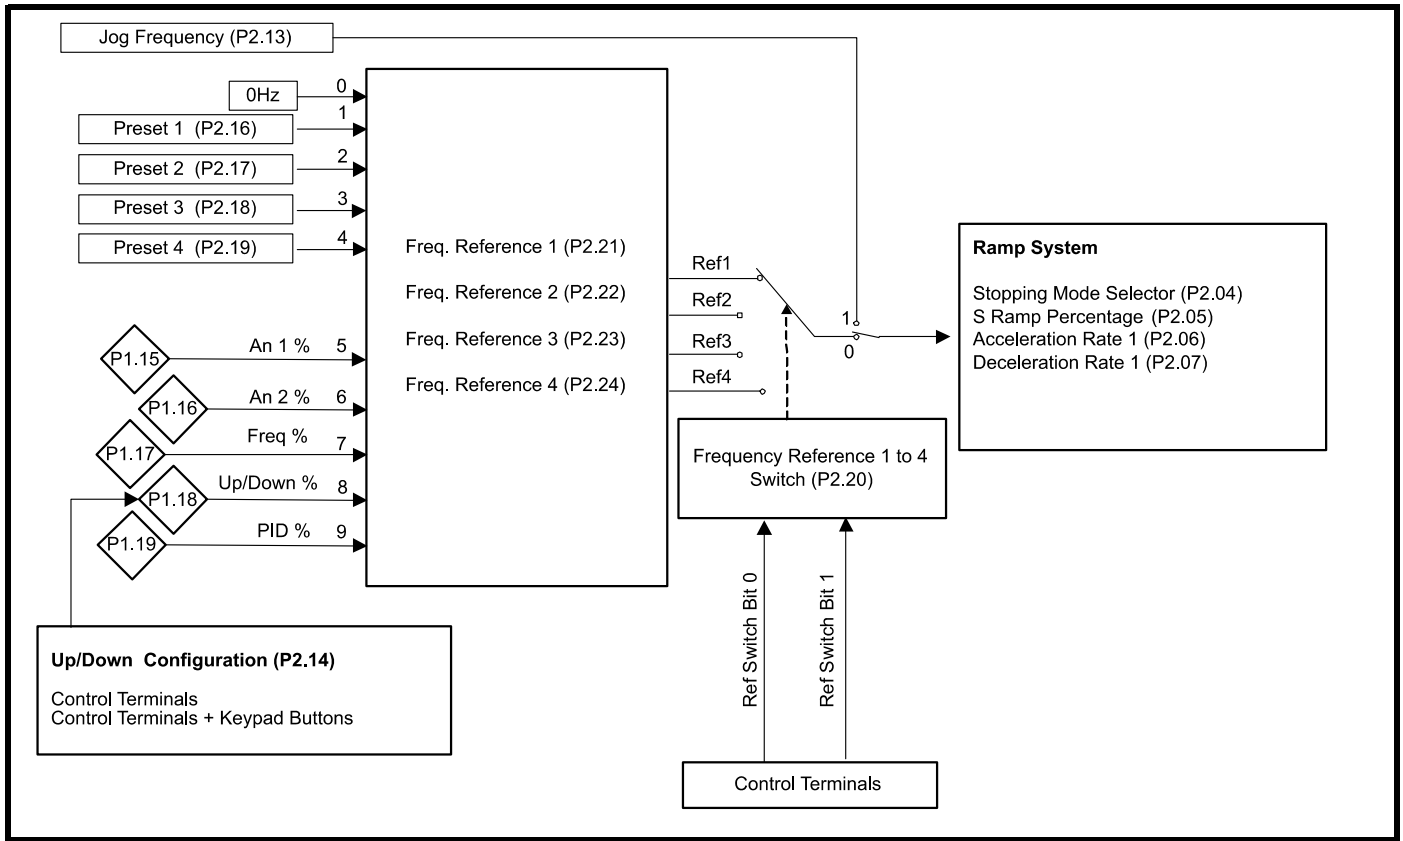 Jog Frequency (P2.13)
0Hz
0
Preset 1 (P2.16)
1
Preset 2 (P2.17)
2
Preset 3 (P2.18)
3
Preset 4 (P2.19)
4
P1.15
An 1 %
5
P1.16
An 2 %
6
P1.17
Freq %
7
P1.18
Up/Down %
8
P1.19
PID %
9
Freq. Reference 1 (P2.21)
Freq. Reference 2 (P2.22)
Freq. Reference 3 (P2.23)
Freq. Reference 4 (P2.24)
Ref1
Ref2
Ref3
Ref4
1
0
Ramp System
Stopping Mode Selector (P2.04)
S Ramp Percentage (P2.05)
Acceleration Rate 1 (P2.06)
Deceleration Rate 1 (P2.07)
Frequency Reference 1 to 4
Switch (P2.20)
Ref Switch Bit 0
Ref Switch Bit 1
Control Terminals
Up/Down Configuration (P2.14)
Control Terminals
Control Terminals + Keypad Buttons